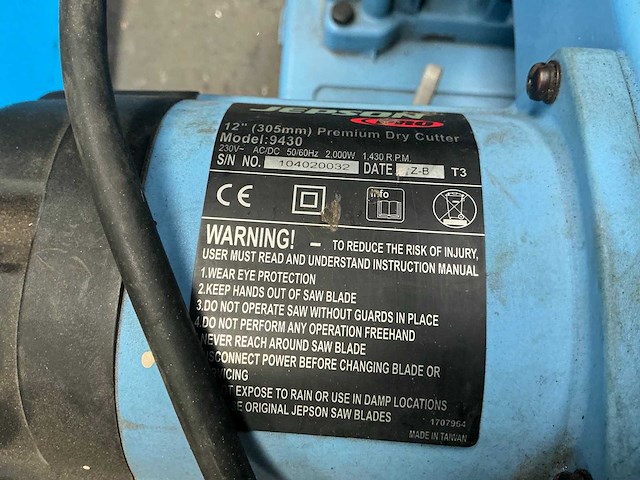 JEPSON
12" (305mm) Premium Dry Cutter
Model:9430
230V~ AC/DC 50/60Hz 2,000W 1,430 R.P.M.
S/N NO. 104020032 DATE Z-B T3
CE info
WARNING! – TO REDUCE THE RISK OF INJURY,
USER MUST READ AND UNDERSTAND INSTRUCTION MANUAL
1.WEAR EYE PROTECTION
2.KEEP HANDS OUT OF SAW BLADE
3.DO NOT OPERATE SAW WITHOUT GUARDS IN PLACE
4.DO NOT PERFORM ANY OPERATION FREEHAND
NEVER REACH AROUND SAW BLADE
DISCONNECT POWER BEFORE CHANGING BLADE OR
EXPOSE TO RAIN OR USE IN DAMP LOCATIONS
ORIGINAL JEPSON SAW BLADES
1707964
MADE IN TAIWAN